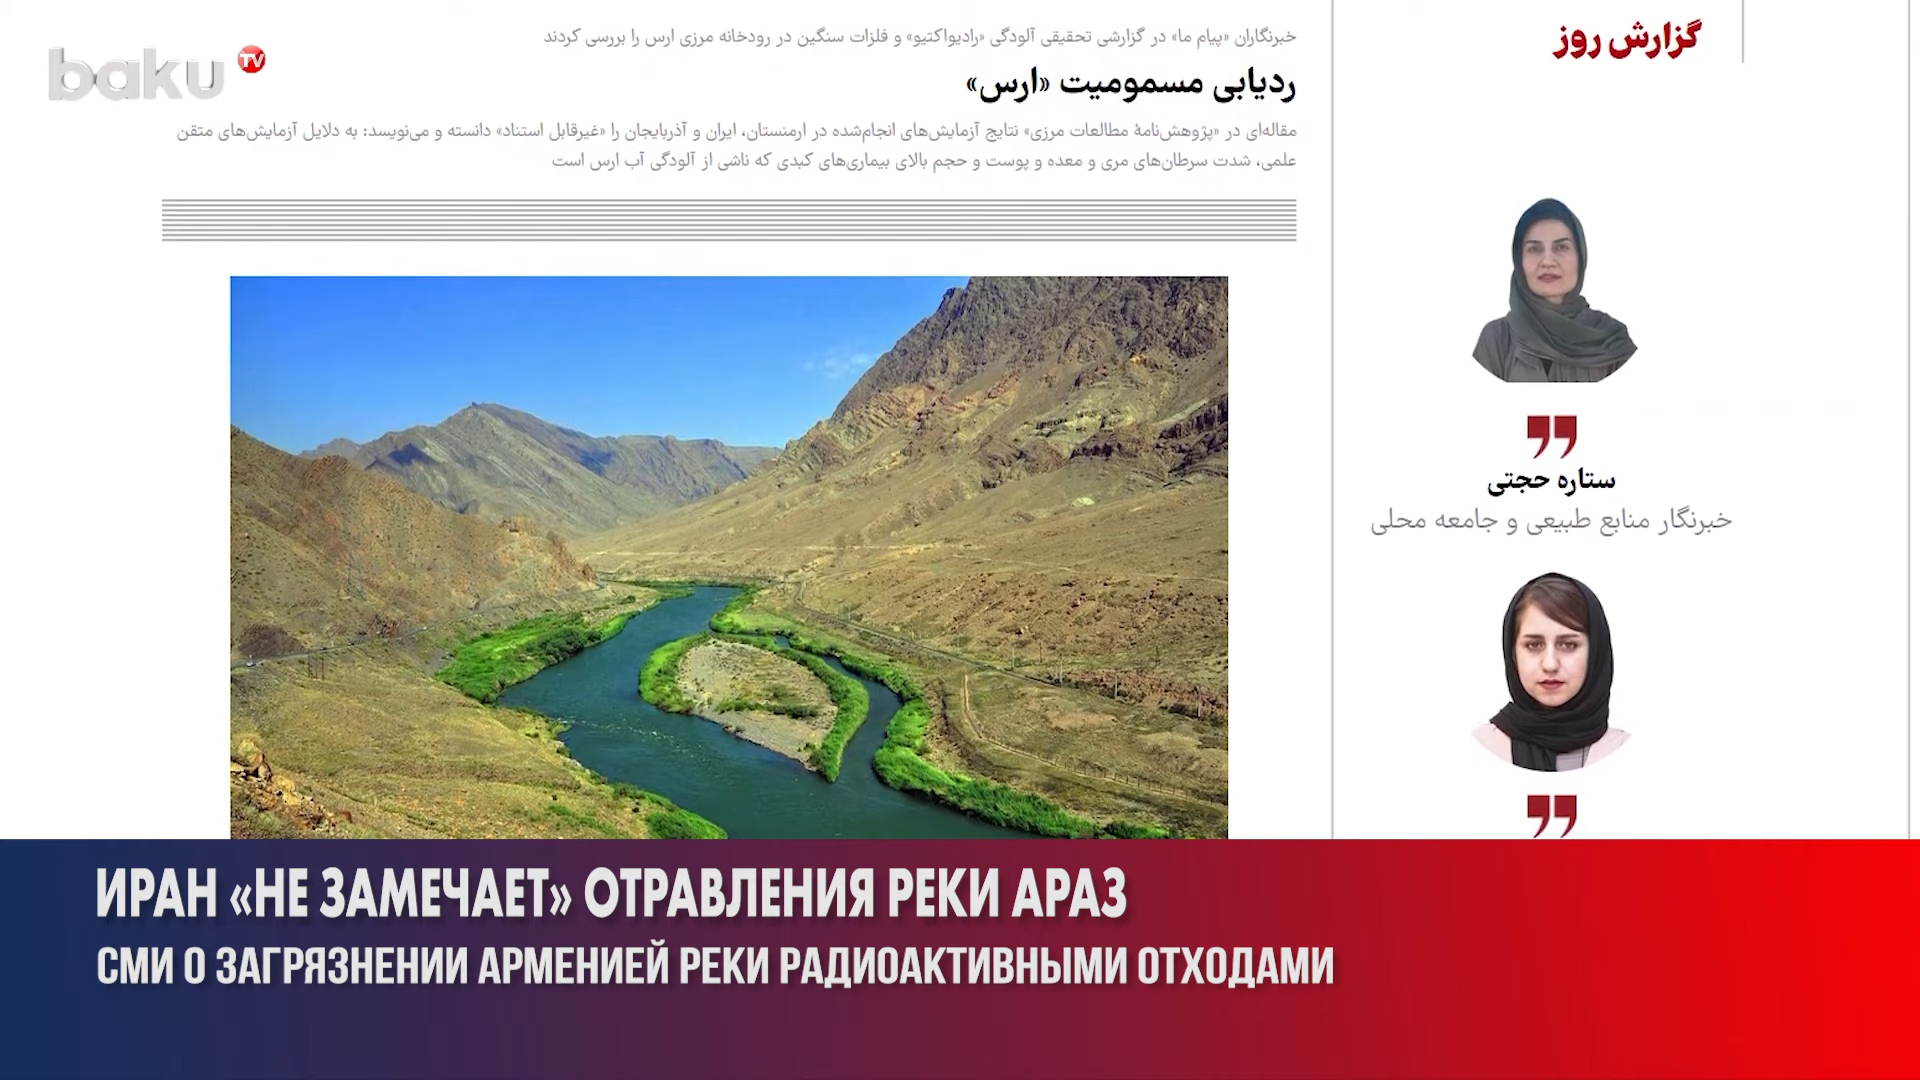 baku TV
گزارش روز
خبرنگاران «پیام ما» در گزارشی تحقیقی آلودگی «رادیواکتیو» و فلزات سنگین در رودخانه مرزی ارس را بررسی کردند
ردیابی مسمومیت «ارس»
مقاله‌ای در «پژوهش‌نامهٔ مطالعات مرزی» نتایج آزمایش‌های انجام‌شده در ارمنستان، ایران و آذربایجان را «غیرقابل استناد» دانسته و می‌نویسد: به دلایل آزمایش‌های متقن
علمی، شدت سرطان‌های مری و معده و پوست و حجم بالای بیماری‌های کبدی که ناشی از آلودگی آب ارس است
ستاره حجتی
خبرنگار منابع طبیعی و جامعه محلی
ИРАН «НЕ ЗАМЕЧАЕТ» ОТРАВЛЕНИЯ РЕКИ АРАЗ
СМИ О ЗАГРЯЗНЕНИИ АРМЕНИЕЙ РЕКИ РАДИОАКТИВНЫМИ ОТХОДАМИ